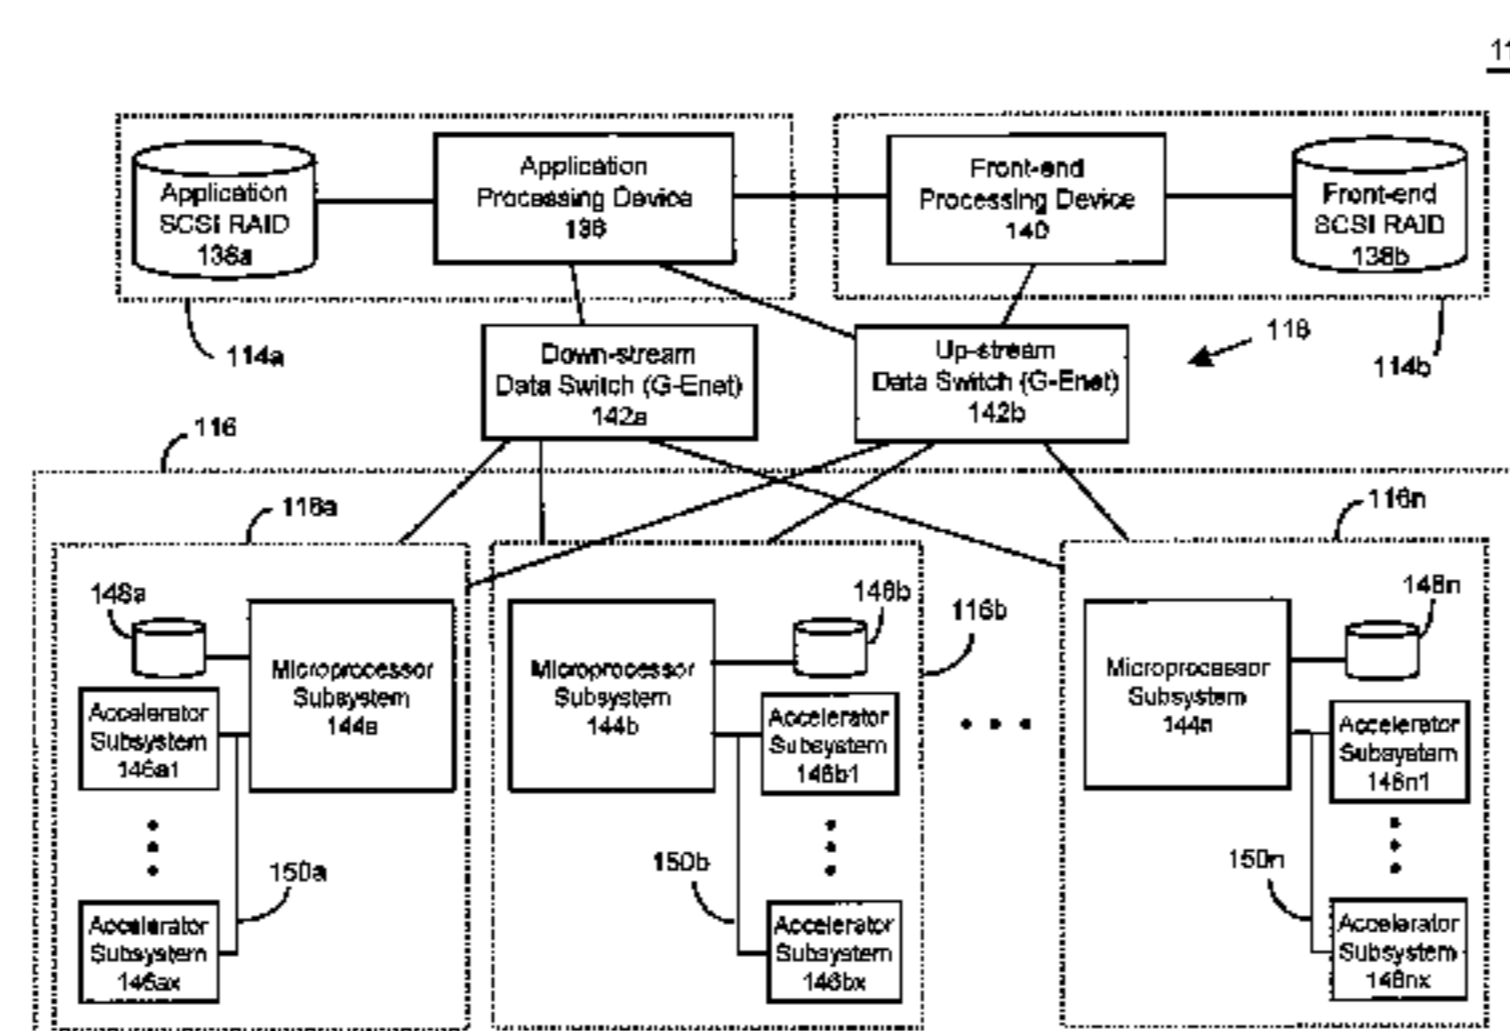 11
Application
SCSI RAID
138a
Application
Processing Device
136
Front-end
Processing Device
140
Front-end
SCSI RAID
138b
114a
Down-stream
Data Switch (G-Enet)
142a
Up-stream
Data Switch (G-Enet)
142b
118
114b
116
116a
116n
148a
Microprocessor
Subsystem
144a
Accelerator
Subsystem
146a1
150a
Accelerator
Subsystem
146ax
Microprocessor
Subsystem
144b
148b
116b
Accelerator
Subsystem
146b1
150b
Accelerator
Subsystem
146bx
Microprocessor
Subsystem
144n
148n
Accelerator
Subsystem
146n1
150n
Accelerator
Subsystem
146nx